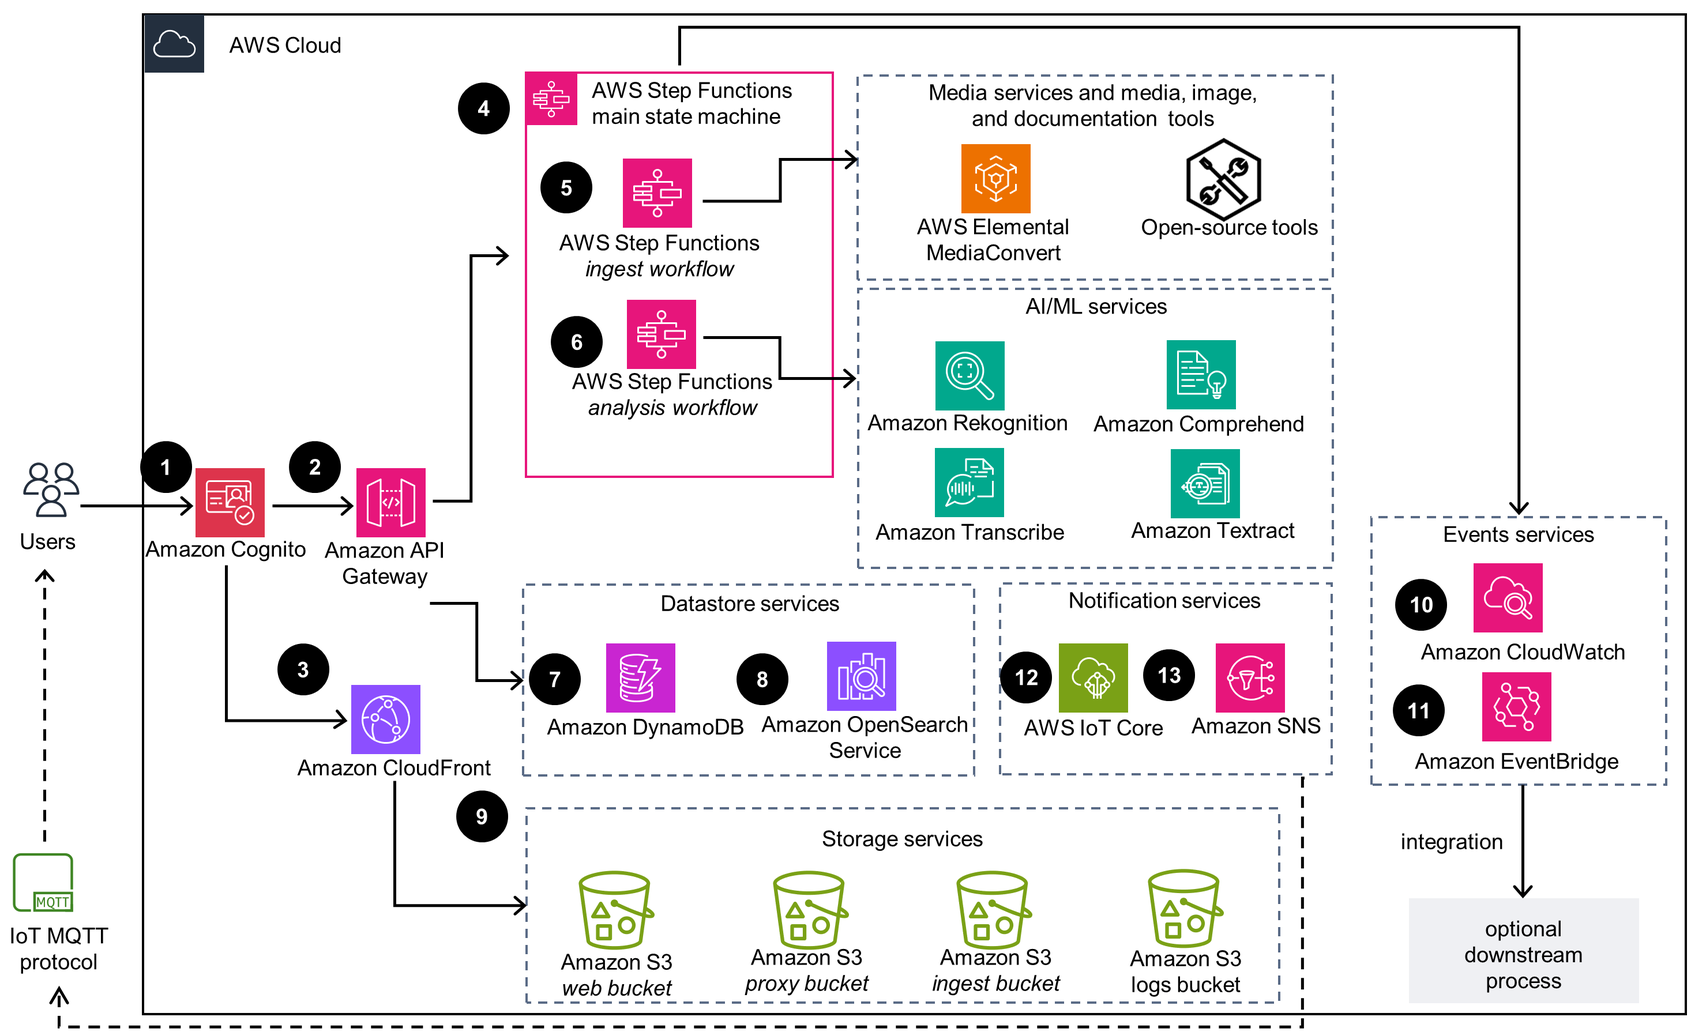 AWS Cloud
4
AWS Step Functions
main state machine
5
AWS Step Functions
ingest workflow
6
AWS Step Functions
analysis workflow
Media services and media, image,
and documentation tools
AWS Elemental
MediaConvert
Open-source tools
AI/ML services
Amazon Rekognition
Amazon Comprehend
Amazon Transcribe
Amazon Textract
Users
1
Amazon Cognito
2
Amazon API
Gateway
3
Amazon CloudFront
Datastore services
7
Amazon DynamoDB
8
Amazon OpenSearch
Service
Notification services
12
AWS IoT Core
13
Amazon SNS
Events services
10
Amazon CloudWatch
11
Amazon EventBridge
integration
optional
downstream
process
9
Storage services
Amazon S3
web bucket
Amazon S3
proxy bucket
Amazon S3
ingest bucket
Amazon S3
logs bucket
MQTT
IoT MQTT
protocol